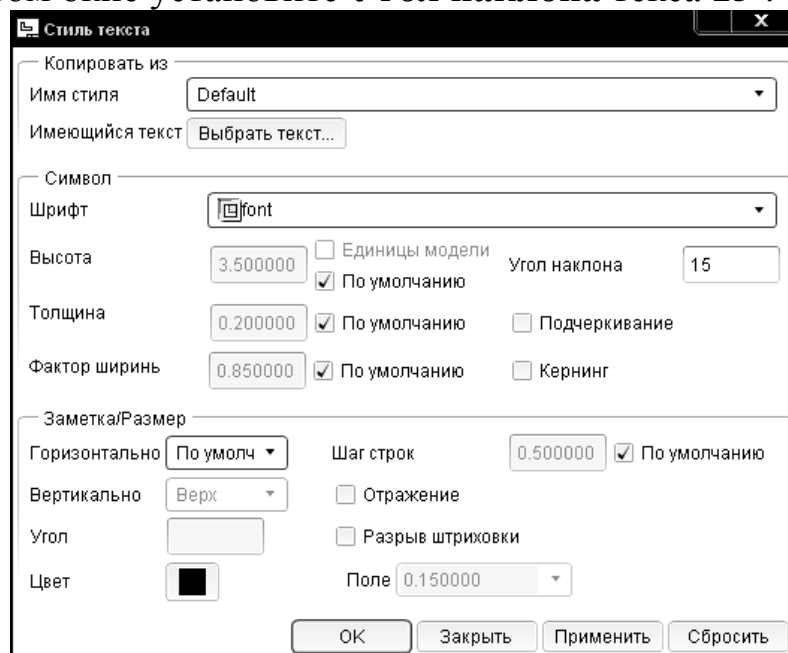 окне установите
наклона
Стиль текста X
Копировать из
Имя стиля Default
Имеющийся текст Выбрать текст...
Символ
Шрифт font
Высота 3.500000 Единицы модели
По умолчанию Угол наклона 15
Толщина 0.200000 По умолчанию Подчеркивание
Фактор ширинь 0.850000 По умолчанию Кернинг
Заметка/Размер
Горизонтально По умолч Шаг строк 0.500000 По умолчанию
Вертикально Верх Отражение
Угол Разрыв штриховки
Цвет Поле 0.150000
OK Закрыть Применить Сбросить